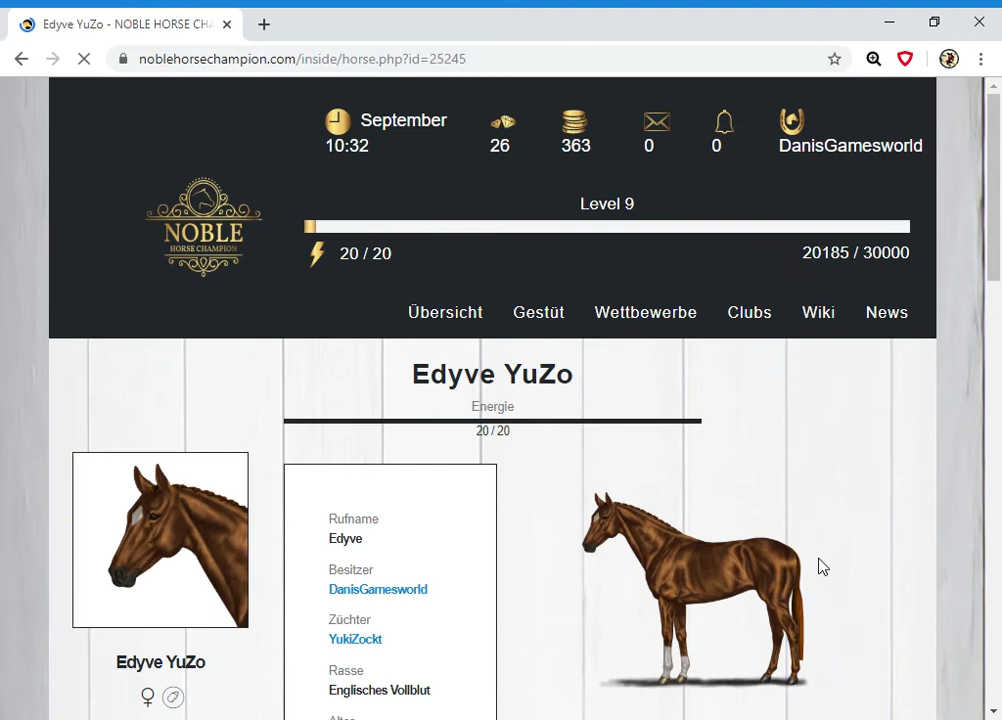 Edyve YuZo - NOBLE HORSE CH
noblehorsechampion.com/inside/horse.php?id=25245
September
10:32
26
363
0
0
DanisGamesworld
NOBLE
HORSE CHAMPION
Level 9
20 / 20
20185 / 30000
Übersicht
Gestüt
Wettbewerbe
Clubs
Wiki
News
Edyve YuZo
Energie
20 / 20
Rufname
Edyve
Besitzer
DanisGamesworld
Züchter
YukiZockt
Rasse
Englisches Vollblut
Edyve YuZo